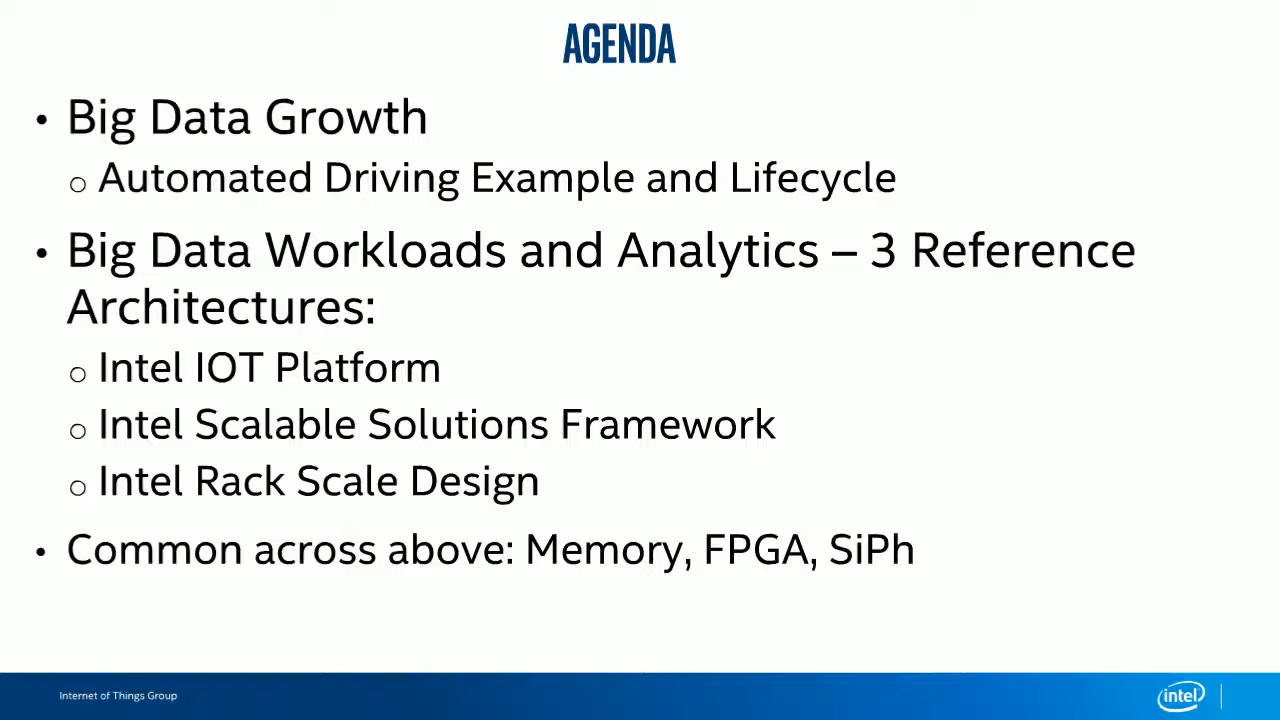 AGENDA
• Big Data Growth
o Automated Driving Example and Lifecycle
• Big Data Workloads and Analytics – 3 Reference
Architectures:
o Intel IOT Platform
o Intel Scalable Solutions Framework
o Intel Rack Scale Design
• Common across above: Memory, FPGA, SiPh
Internet of Things Group
intel